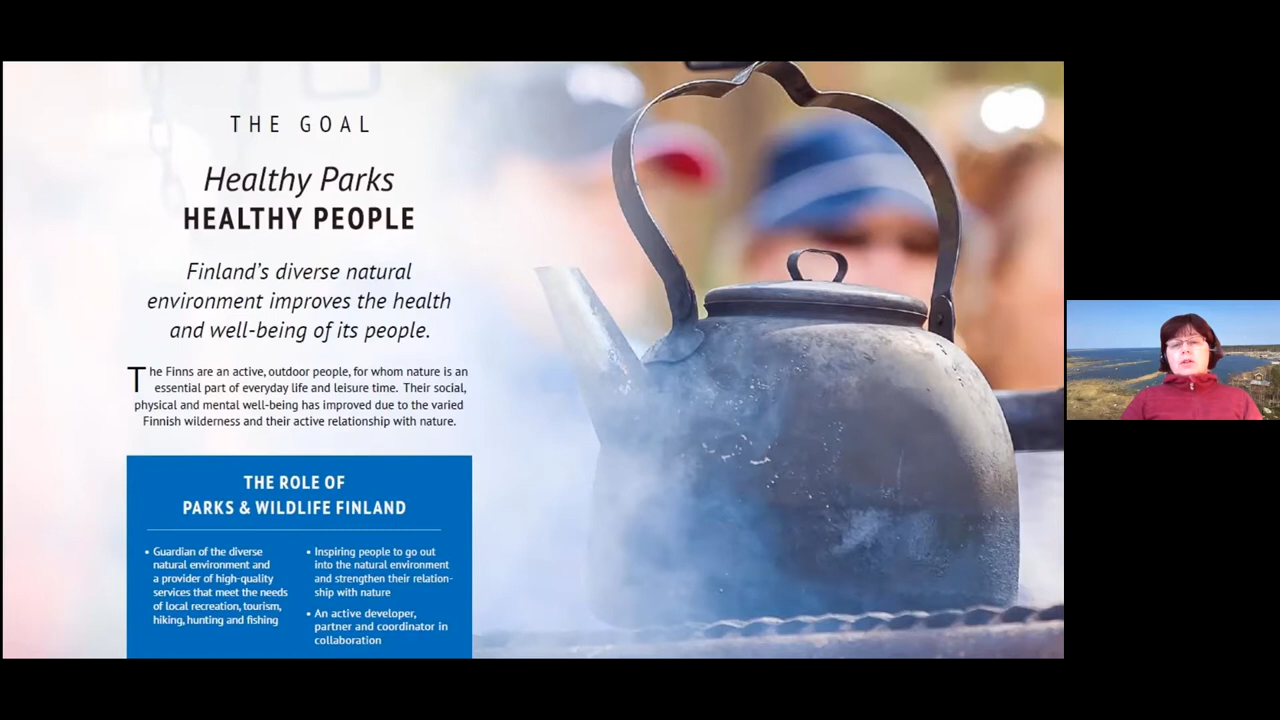 THE GOAL
Healthy Parks
HEALTHY PEOPLE
Finland's diverse natural
environment improves the health
and well-being of its people.
The Finns are an active, outdoor people, for whom nature is an
essential part of everyday life and leisure time. Their social,
physical and mental well-being has improved due to the varied
Finnish wilderness and their active relationship with nature.
THE ROLE OF
PARKS & WILDLIFE FINLAND
• Guardian of the diverse
natural environment and
a provider of high-quality
services that meet the needs
of local recreation, tourism,
hiking, hunting and fishing
• Inspiring people to go out
into the natural environment
and strengthen their relation-
ship with nature
• An active developer,
partner and coordinator in
collaboration